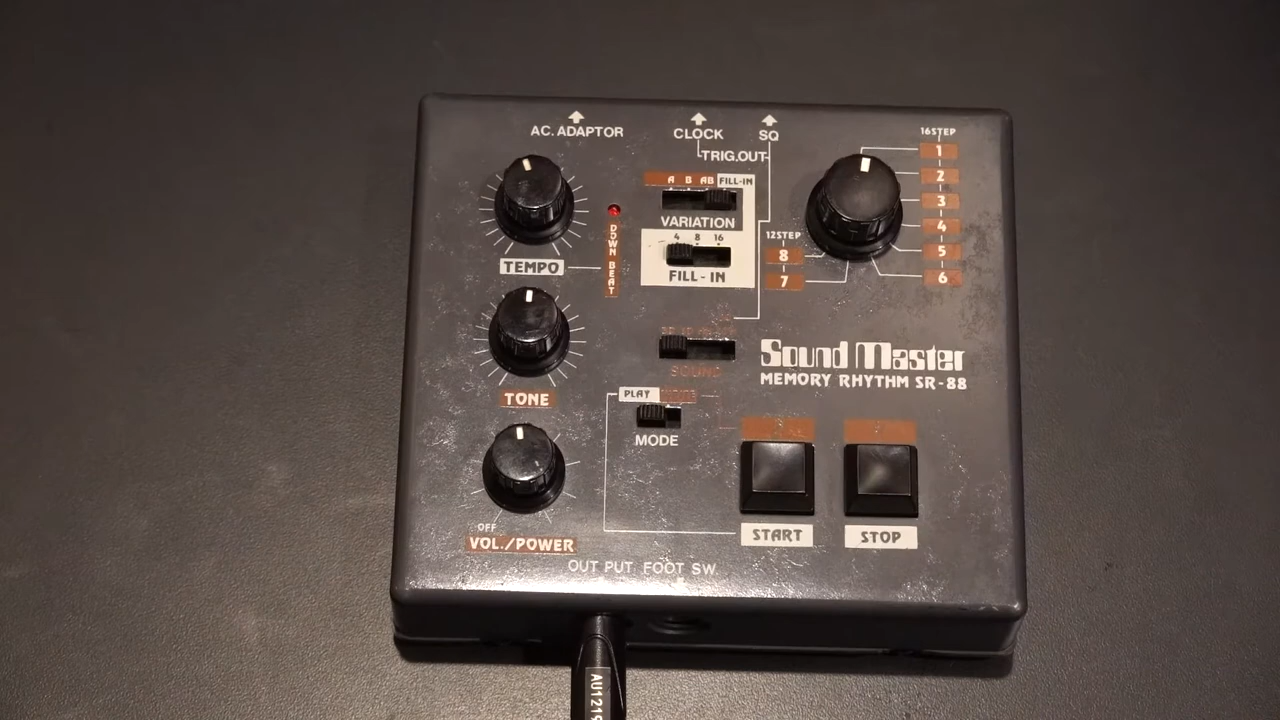 AC. ADAPTOR
CLOCK
SQ
TRIG.OUT
16STEP
1
2
3
4
5
6
12STEP
8
7
A B AB FILL-IN
VARIATION
4 8 16
FILL-IN
DOWN BEAT
TEMPO
SOUND
Sound Master
MEMORY RHYTHM SR-88
TONE
PLAY
MODE
OFF
VOL./POWER
START
STOP
OUT PUT FOOT SW.
AU1219